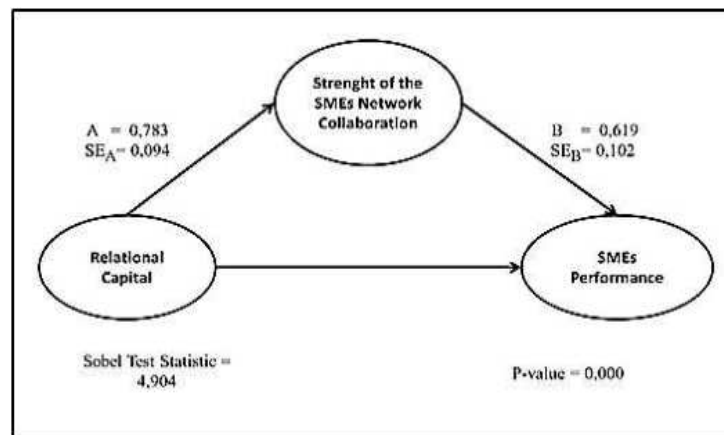 Strenght of the
SMEs Network
Collaboration
A = 0,783
SEA= 0,094
B = 0,619
SEB= 0,102
Relational
Capital
SMEs
Performance
Sobel Test Statistic =
4,904
P-value = 0,000